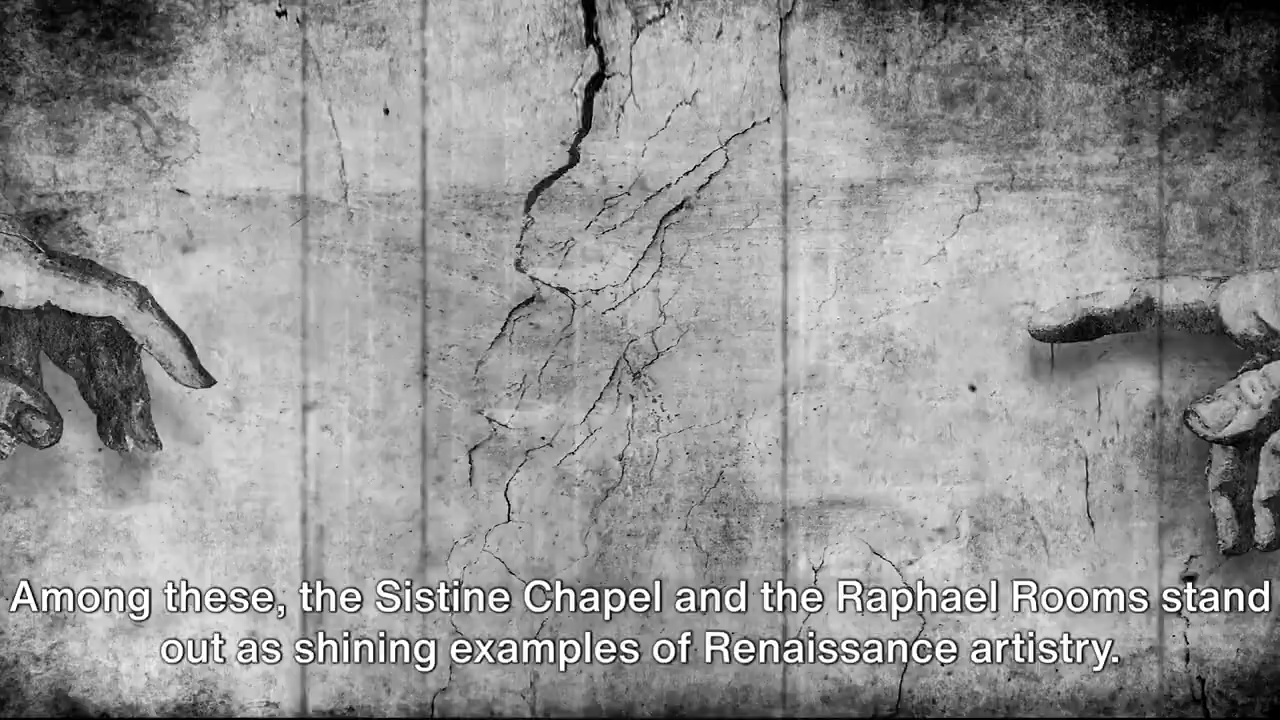 Among these, the Sistine Chapel and the Raphael Rooms stand
out as shining examples of Renaissance artistry.